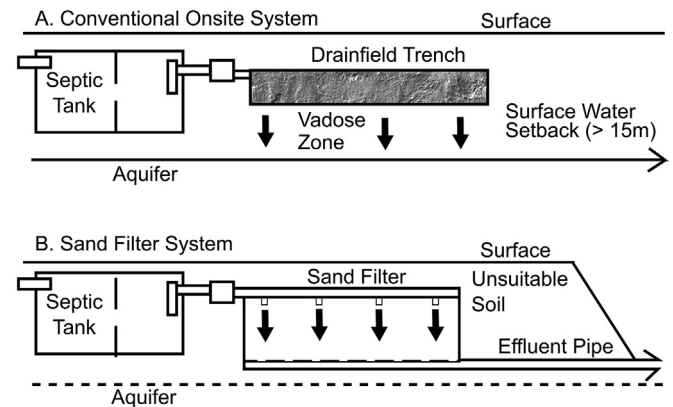 A. Conventional Onsite System
Surface
Drainfield Trench
Septic
Tank
Vadose
Zone
Surface Water
Setback (> 15m)
Aquifer
B. Sand Filter System
Surface
Sand Filter
Unsuitable
Soil
Septic
Tank
Effluent Pipe
Aquifer